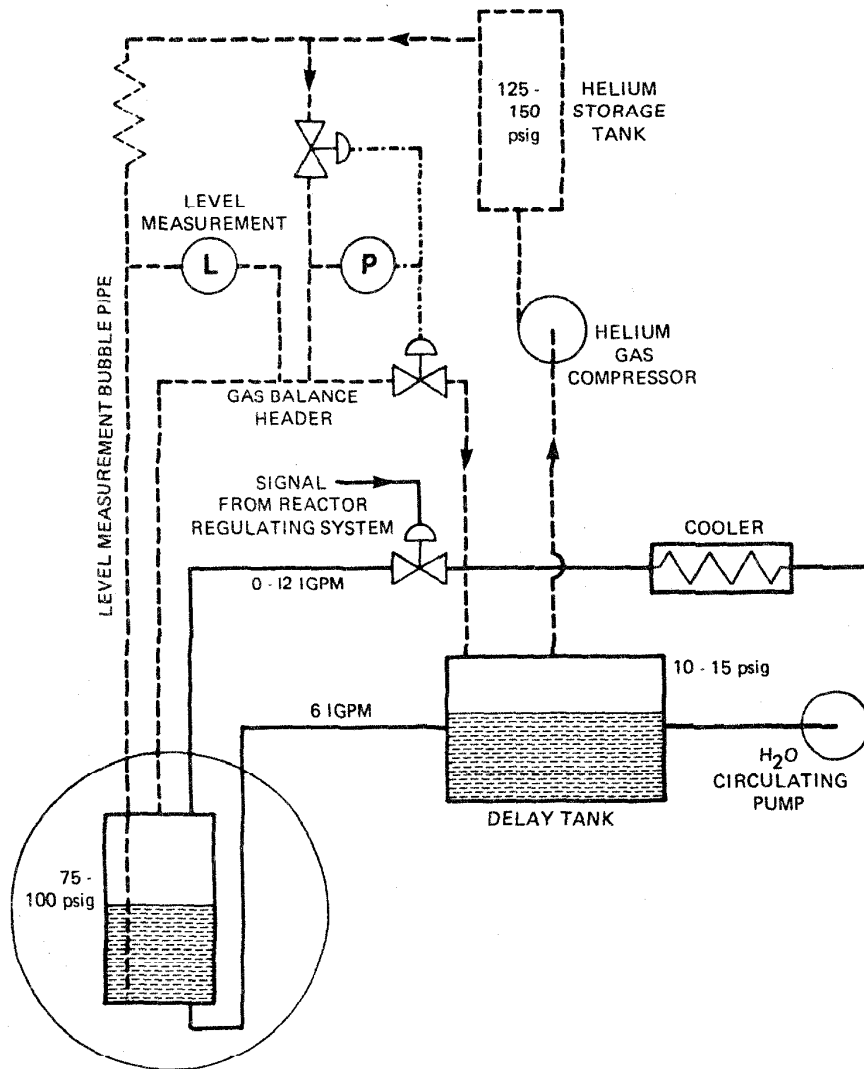 125 -
150
psig
HELIUM
STORAGE
TANK
LEVEL
MEASUREMENT
L
P
HELIUM
GAS
COMPRESSOR
LEVEL MEASUREMENT BUBBLE PIPE
GAS BALANCE
HEADER
SIGNAL
FROM REACTOR
REGULATING SYSTEM
COOLER
0 - 12 IGPM
10 - 15 psig
6 IGPM
H₂O
CIRCULATING
PUMP
DELAY TANK
75 -
100 psig